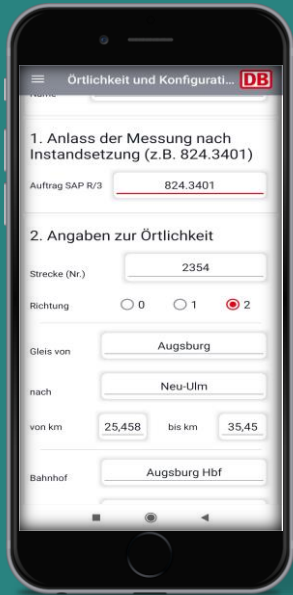 Örtlichkeit und Konfigurati... DB
Name
1. Anlass der Messung nach
Instandsetzung (z.B. 824.3401)
Auftrag SAP R/3 824.3401
2. Angaben zur Örtlichkeit
Strecke (Nr.) 2354
Richtung 0 1 2
Gleis von Augsburg
nach Neu-Ulm
von km 25,458 bis km 35,45
Bahnhof Augsburg Hbf